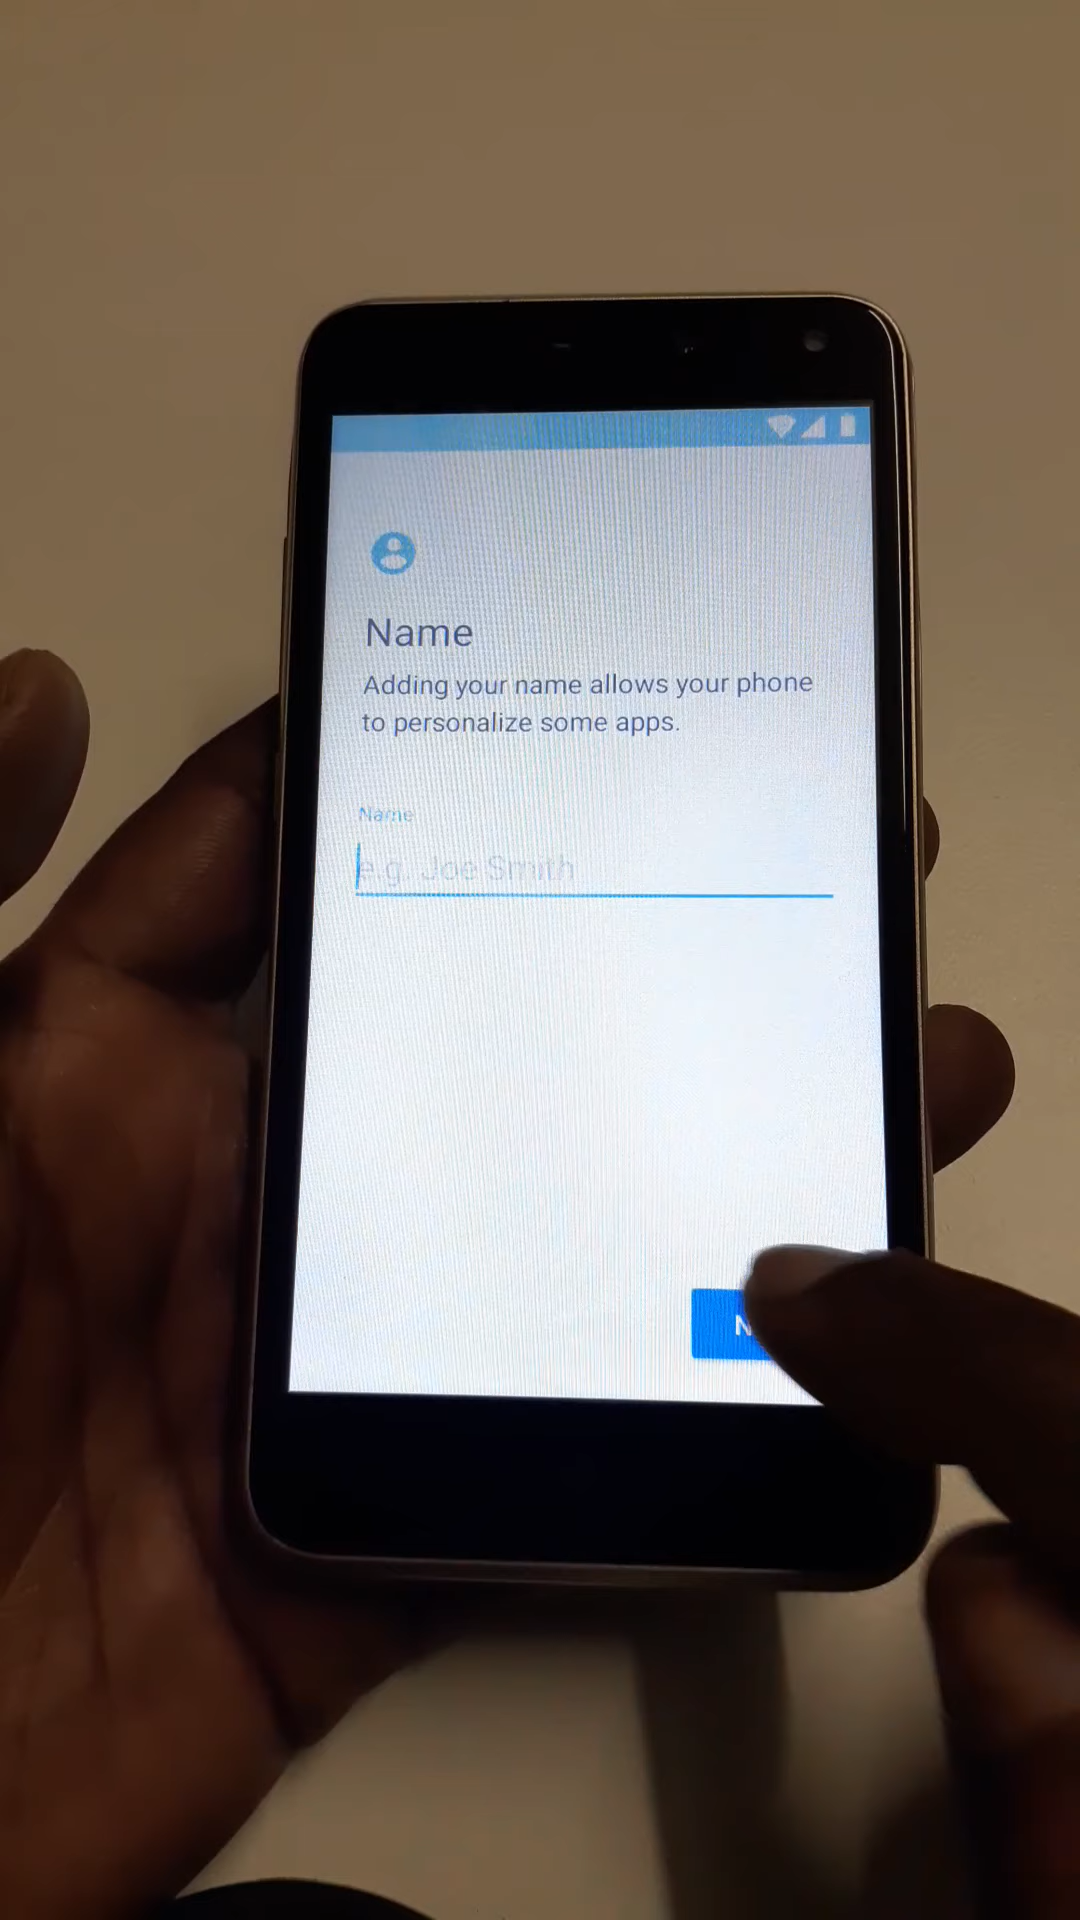 Name
Adding your name allows your phone
to personalize some apps.
Name
e.g. Joe Smith